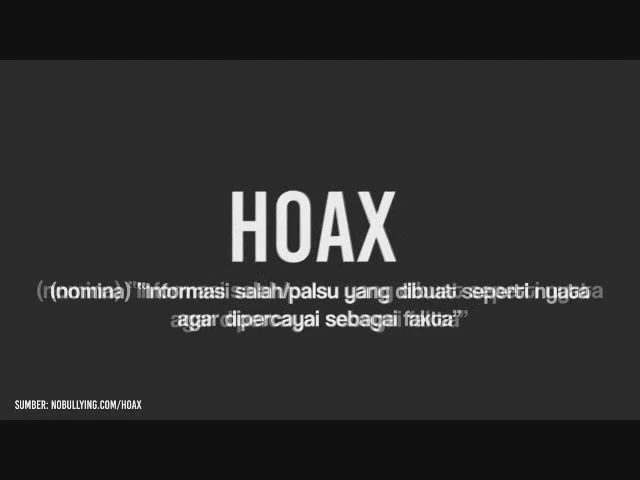 HOAX
(nomina) "Informasi salah/palsu yang dibuat seperti nyata
agar dipercayai sebagai fakta"
SUMBER: NOBULLYING.COM/HOAX